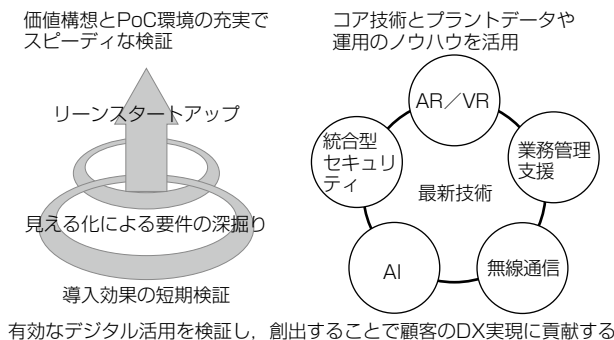 価値構想とPoC環境の充実で
スピーディな検証
リーンスタートアップ
見える化による要件の深掘り
導入効果の短期検証
コア技術とプラントデータや
運用のノウハウを活用
AR／VR
統合型
セキュリ
ティ
業務管理
支援
最新技術
AI
無線通信
有効なデジタル活用を検証し，創出することで顧客のDX実現に貢献する